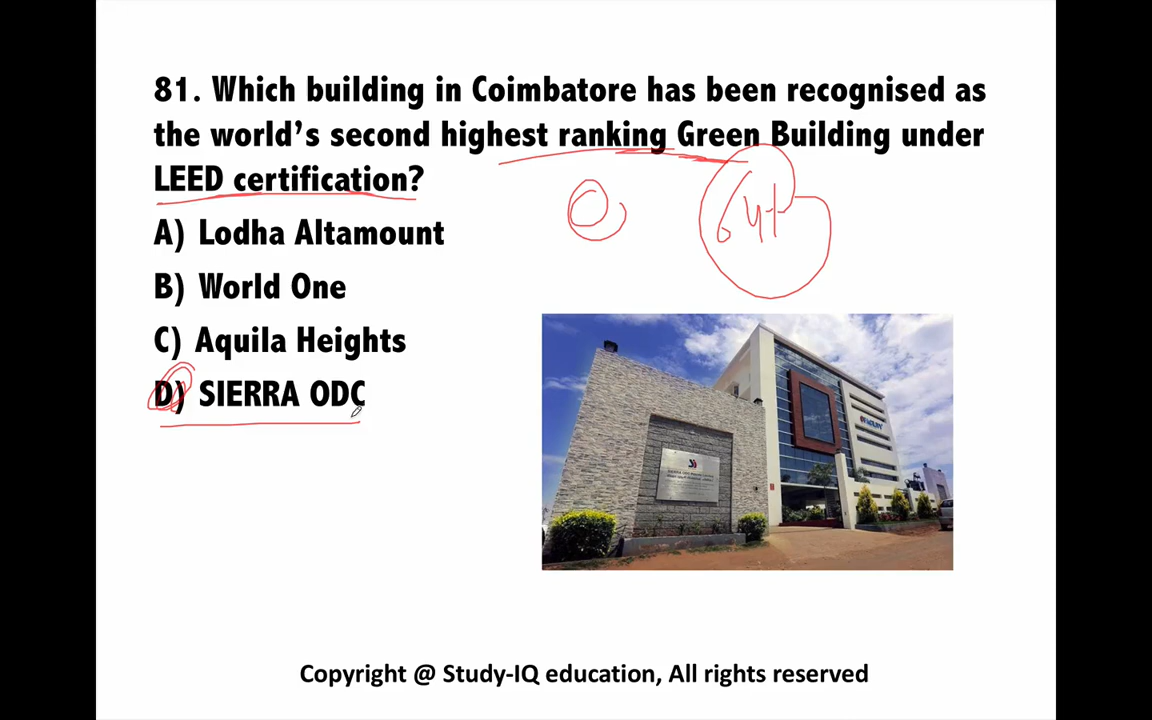 81. Which building in Coimbatore has been recognised as
the world's second highest ranking Green Building under
LEED certification?
A) Lodha Altamount
B) World One
C) Aquila Heights
D) SIERRA ODC
Copyright @ Study-IQ education, All rights reserved